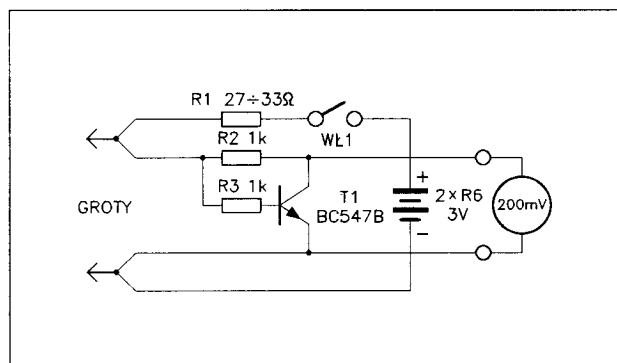 R1 27÷33Ω
WŁ1
R2 1k
R3 1k
GROTY
T1
BC547B
+
2×R6
3V
−
200mV